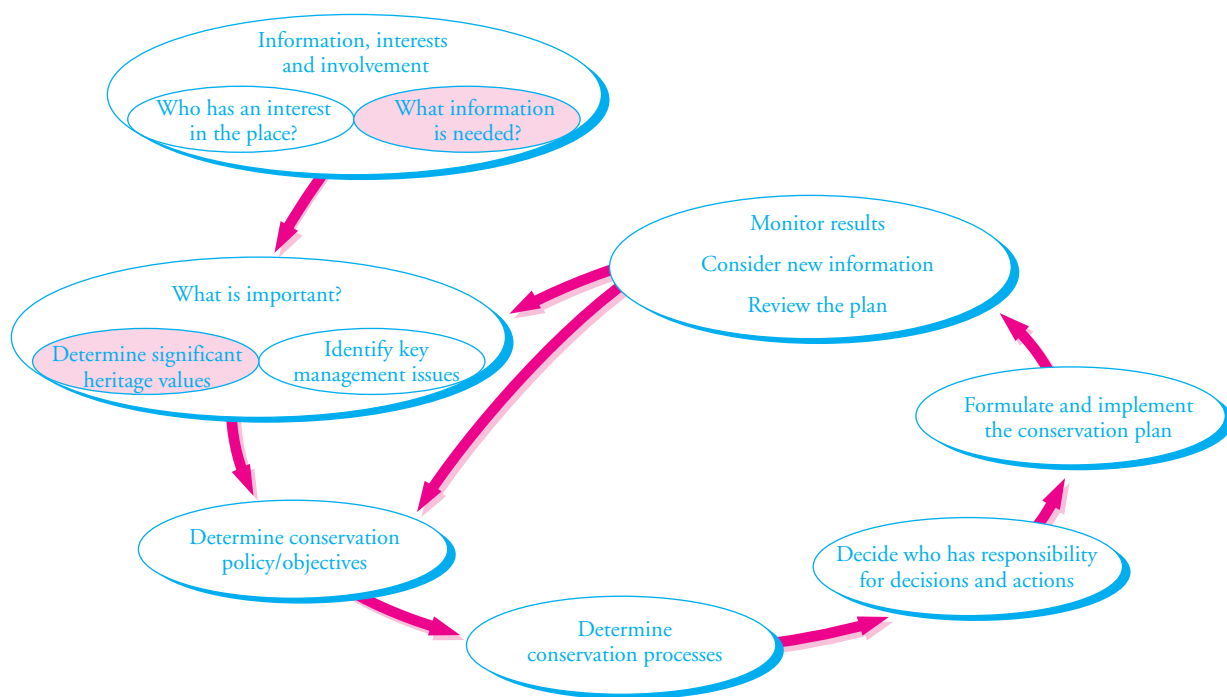 Information, interests
and involvement
Who has an interest
in the place?
What information
is needed?
What is important?
Determine significant
heritage values
Identify key
management issues
Determine conservation
policy/objectives
Determine
conservation processes
Decide who has responsibility
for decisions and actions
Formulate and implement
the conservation plan
Monitor results
Consider new information
Review the plan